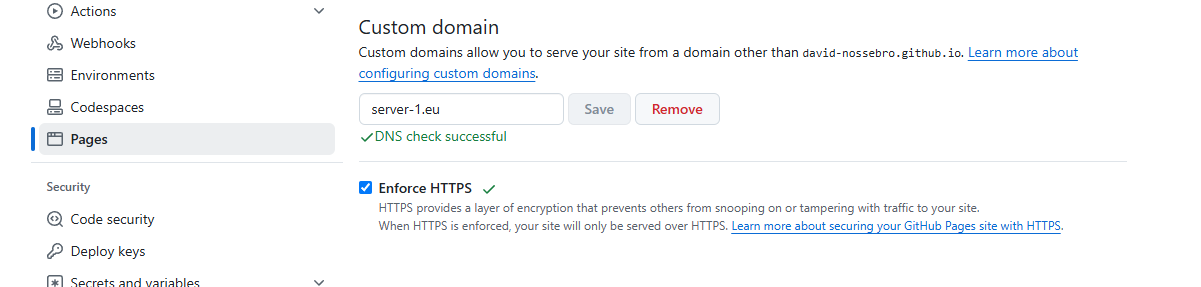 Actions
Webhooks
Environments
Codespaces
Pages
Security
Code security
Deploy keys
Secrets and variables
Custom domain
Custom domains allow you to serve your site from a domain other than david-nossebro.github.io. Learn more about
configuring custom domains.
server-1.eu Save Remove
DNS check successful
Enforce HTTPS
HTTPS provides a layer of encryption that prevents others from snooping on or tampering with traffic to your site.
When HTTPS is enforced, your site will only be served over HTTPS. Learn more about securing your GitHub Pages site with HTTPS.